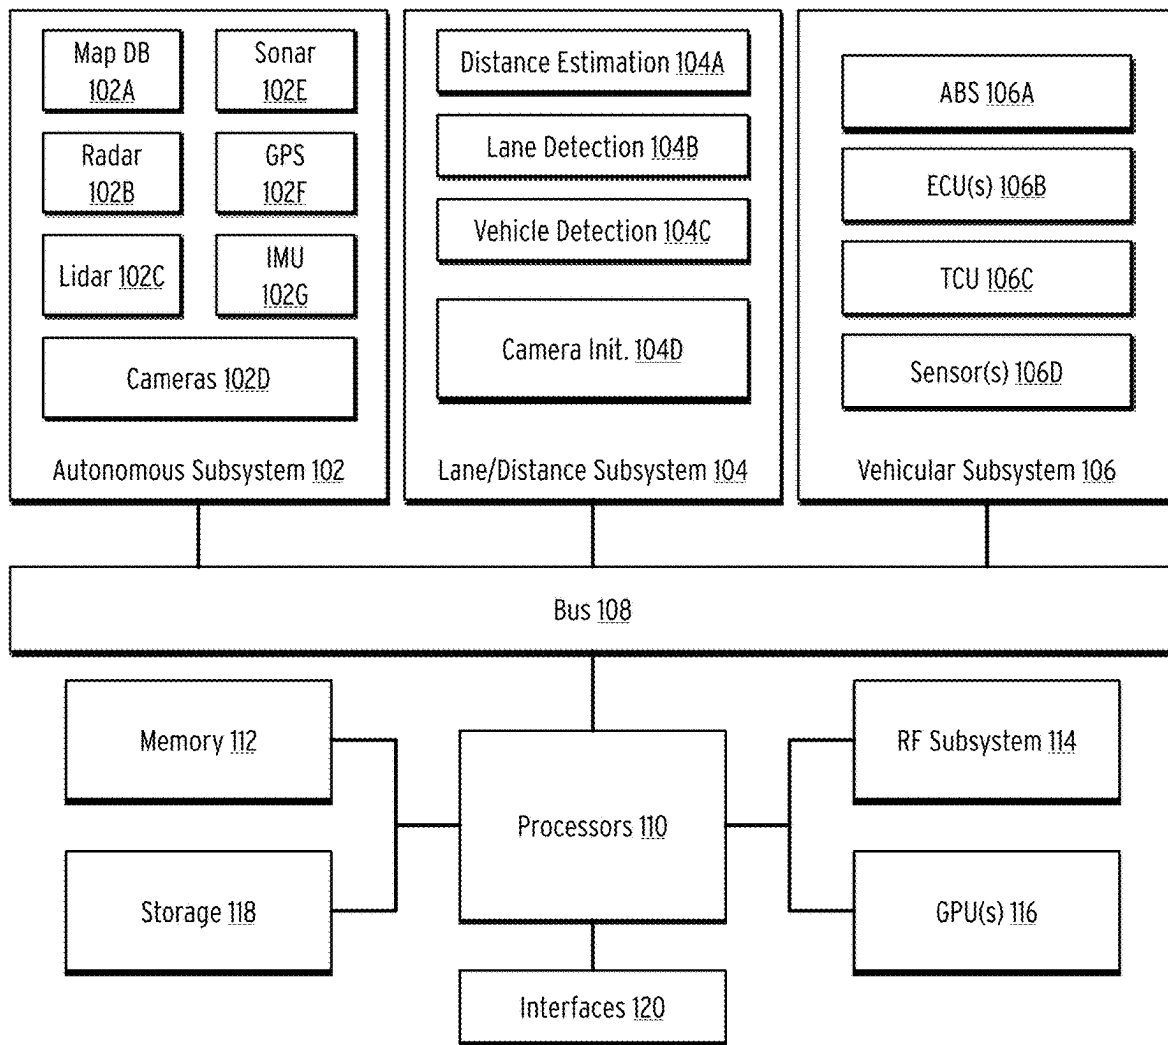 Map DB
102A
Sonar
102E
Radar
102B
GPS
102F
Lidar 102C
IMU
102G
Cameras 102D
Autonomous Subsystem 102
Distance Estimation 104A
Lane Detection 104B
Vehicle Detection 104C
Camera Init. 104D
Lane/Distance Subsystem 104
ABS 106A
ECU(s) 106B
TCU 106C
Sensor(s) 106D
Vehicular Subsystem 106
Bus 108
Memory 112
Storage 118
Processors 110
RF Subsystem 114
GPU(s) 116
Interfaces 120